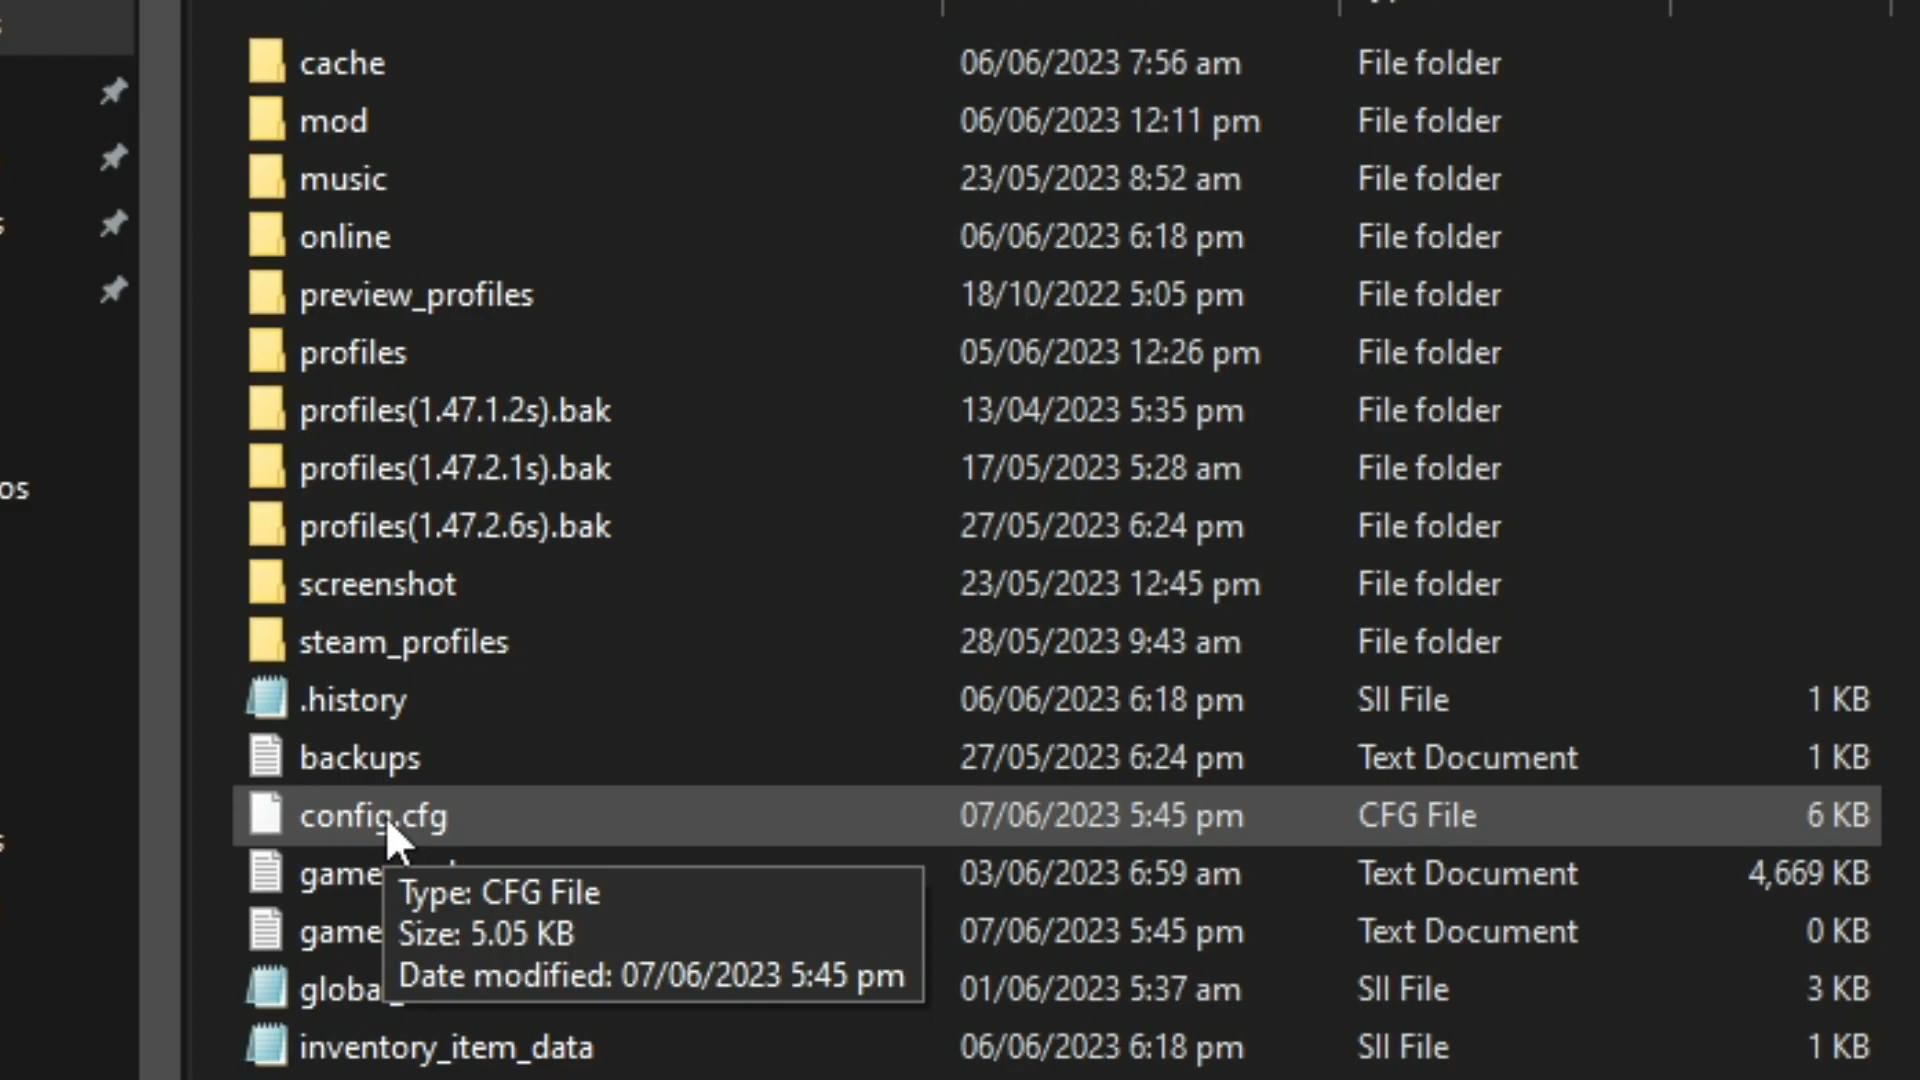 cache 06/06/2023 7:56 am File folder
mod 06/06/2023 12:11 pm File folder
music 23/05/2023 8:52 am File folder
online 06/06/2023 6:18 pm File folder
preview_profiles 18/10/2022 5:05 pm File folder
profiles 05/06/2023 12:26 pm File folder
profiles(1.47.1.2s).bak 13/04/2023 5:35 pm File folder
profiles(1.47.2.1s).bak 17/05/2023 5:28 am File folder
os
profiles(1.47.2.6s).bak 27/05/2023 6:24 pm File folder
screenshot 23/05/2023 12:45 pm File folder
steam_profiles 28/05/2023 9:43 am File folder
.history 06/06/2023 6:18 pm SII File 1 KB
backups 27/05/2023 6:24 pm Text Document 1 KB
config.cfg 07/06/2023 5:45 pm CFG File 6 KB
game 03/06/2023 6:59 am Text Document 4,669 KB
Type: CFG File
Size: 5.05 KB
Date modified: 07/06/2023 5:45 pm
game 07/06/2023 5:45 pm Text Document 0 KB
globa 01/06/2023 5:37 am SII File 3 KB
inventory_item_data 06/06/2023 6:18 pm SII File 1 KB